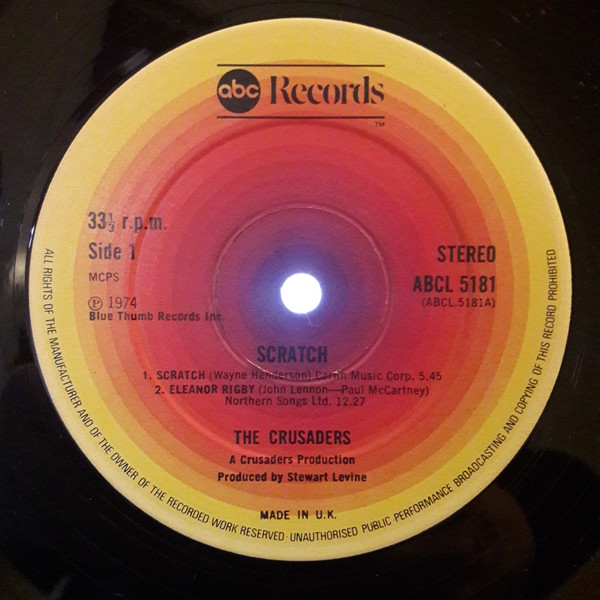 abc Records
™
33⅓ r.p.m.
Side 1
MCPS
STEREO
ABCL 5181
(ABCL.5181A)
℗ 1974
Blue Thumb Records Inc.
SCRATCH
1. SCRATCH (Wayne Henderson) Carrin Music Corp. 5.45
2. ELEANOR RIGBY (John Lennon—Paul McCartney)
Northern Songs Ltd. 12.27
THE CRUSADERS
A Crusaders Production
Produced by Stewart Levine
MADE IN U.K.
ALL RIGHTS OF THE MANUFACTURER AND OF THE OWNER OF THE RECORDED WORK RESERVED · UNAUTHORISED PUBLIC PERFORMANCE BROADCASTING AND COPYING OF THIS RECORD PROHIBITED